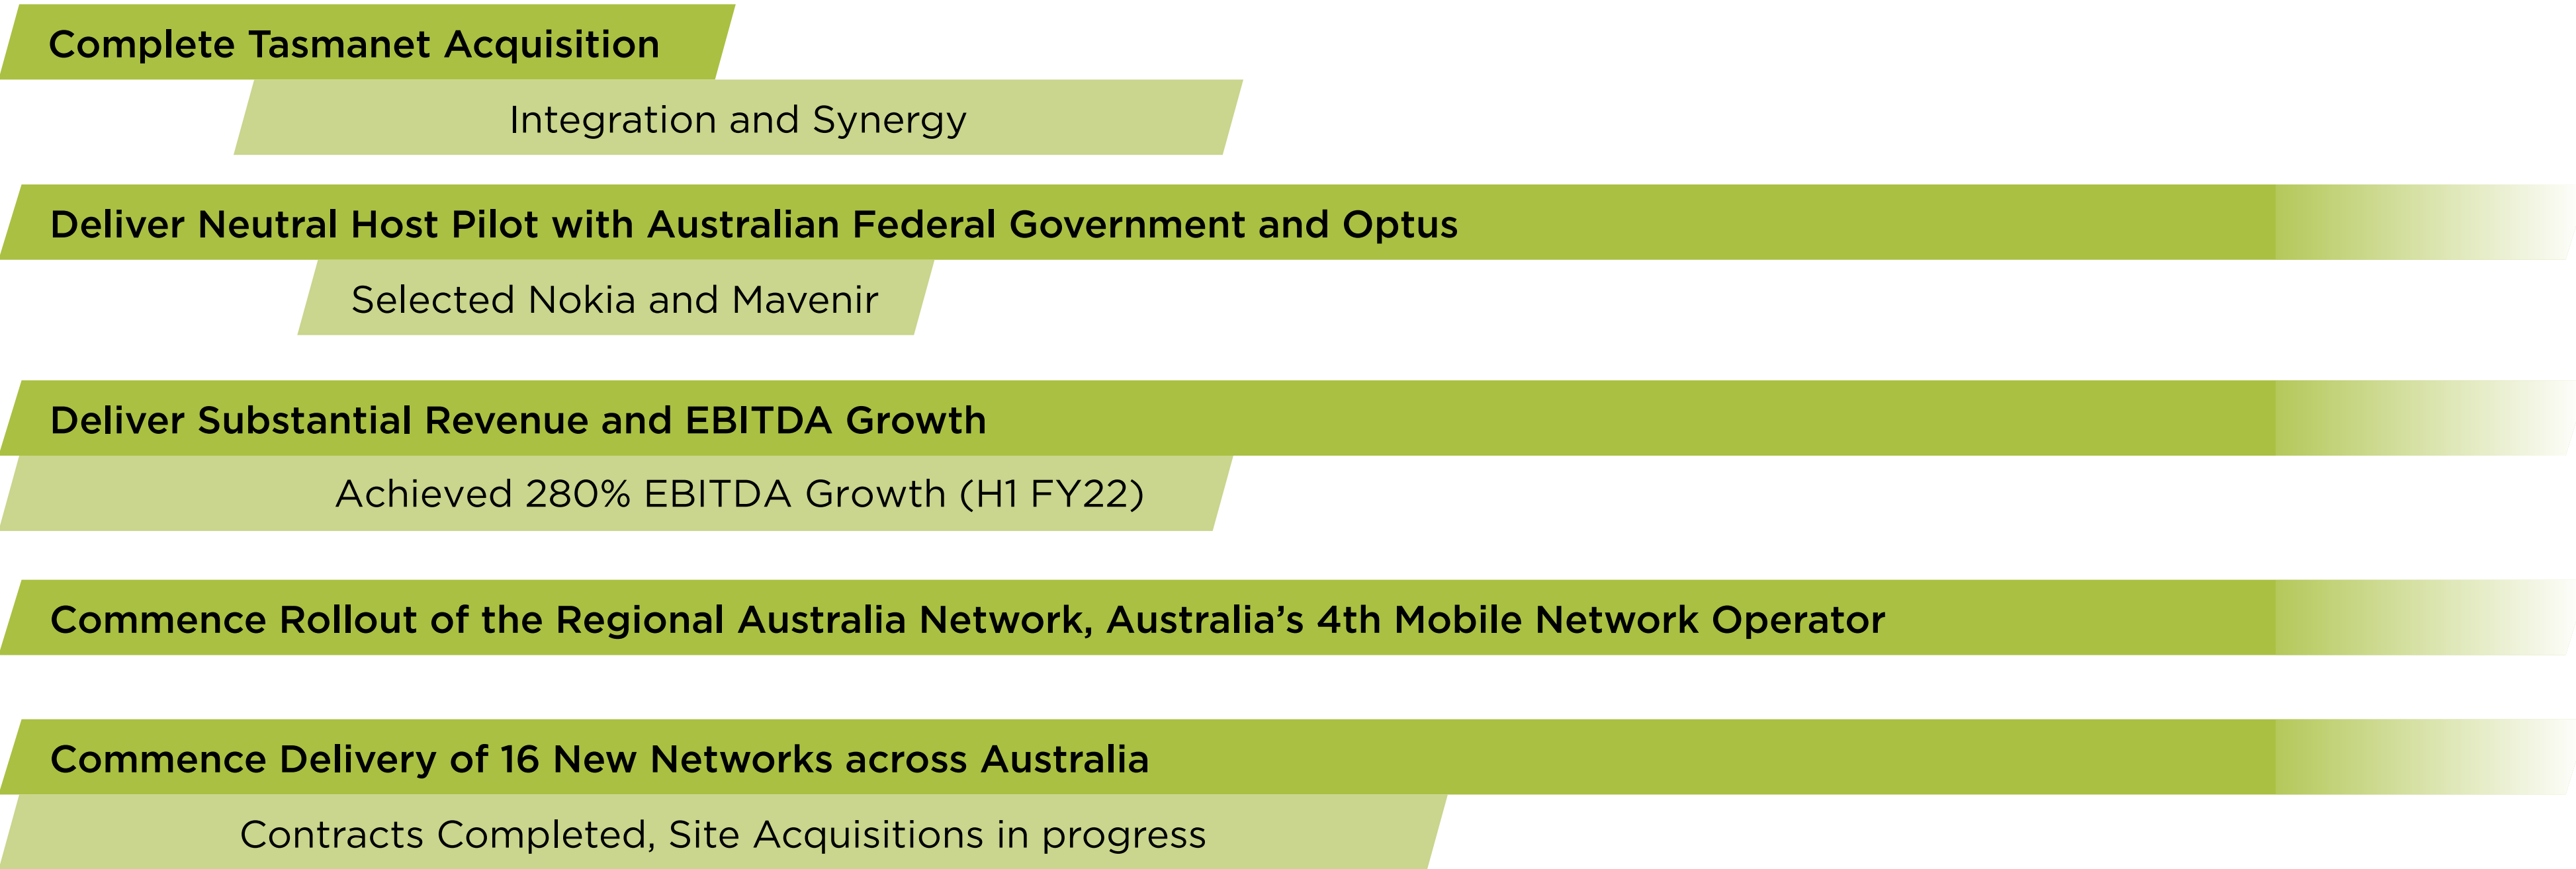 Complete Tasmanet Acquisition
Integration and Synergy
Deliver Neutral Host Pilot with Australian Federal Government and Optus
Selected Nokia and Mavenir
Deliver Substantial Revenue and EBITDA Growth
Achieved 280% EBITDA Growth (H1 FY22)
Commence Rollout of the Regional Australia Network, Australia’s 4th Mobile Network Operator
Commence Delivery of 16 New Networks across Australia
Contracts Completed, Site Acquisitions in progress